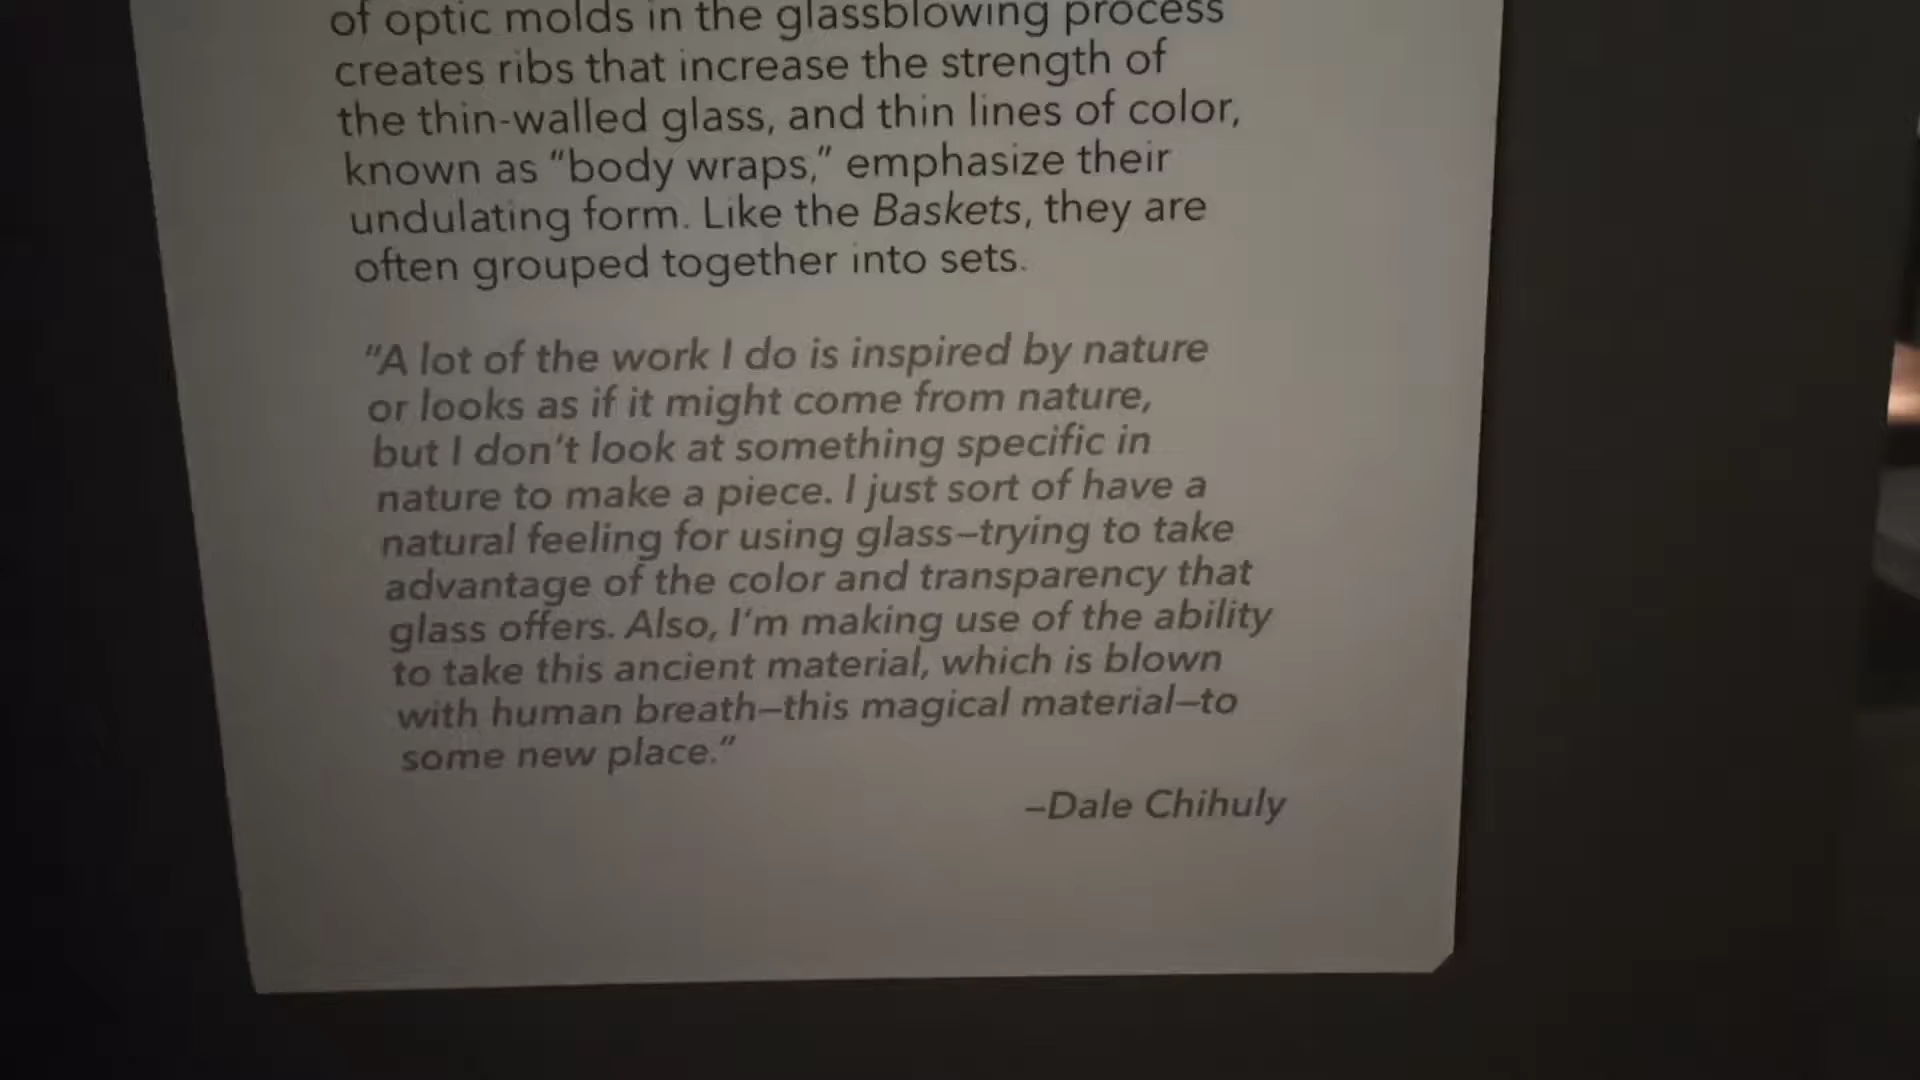 of optic molds in the glassblowing process
creates ribs that increase the strength of
the thin-walled glass, and thin lines of color,
known as “body wraps,” emphasize their
undulating form. Like the Baskets, they are
often grouped together into sets.
“A lot of the work I do is inspired by nature
or looks as if it might come from nature,
but I don’t look at something specific in
nature to make a piece. I just sort of have a
natural feeling for using glass–trying to take
advantage of the color and transparency that
glass offers. Also, I’m making use of the ability
to take this ancient material, which is blown
with human breath–this magical material–to
some new place.”
–Dale Chihuly